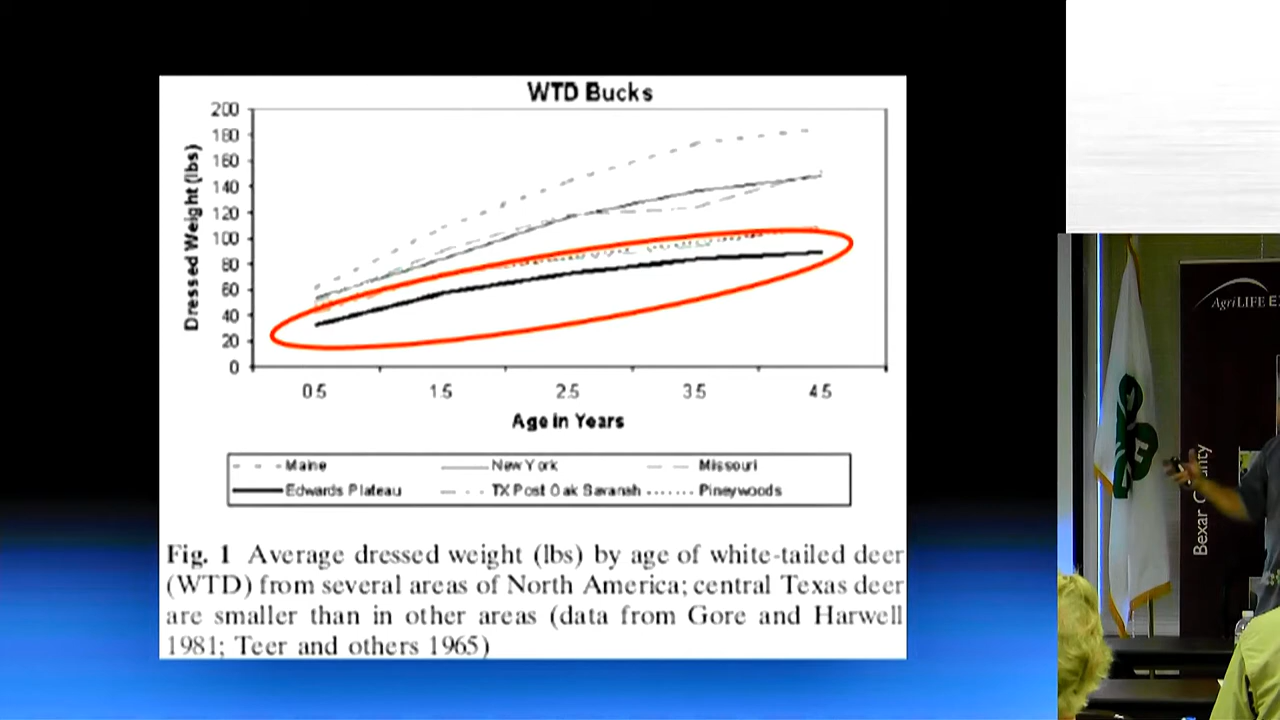 WTD Bucks
Dressed Weight (lbs)
200
180
160
140
120
100
80
60
40
20
0
0.5
1.5
2.5
3.5
4.5
Age in Years
Maine
New York
Missouri
Edwards Plateau
TX Post Oak Savanah
Pineywoods
Fig. 1 Average dressed weight (lbs) by age of white-tailed deer
(WTD) from several areas of North America; central Texas deer
are smaller than in other areas (data from Gore and Harwell
1981; Teer and others 1965)
AgriLIFE E
Bexar County